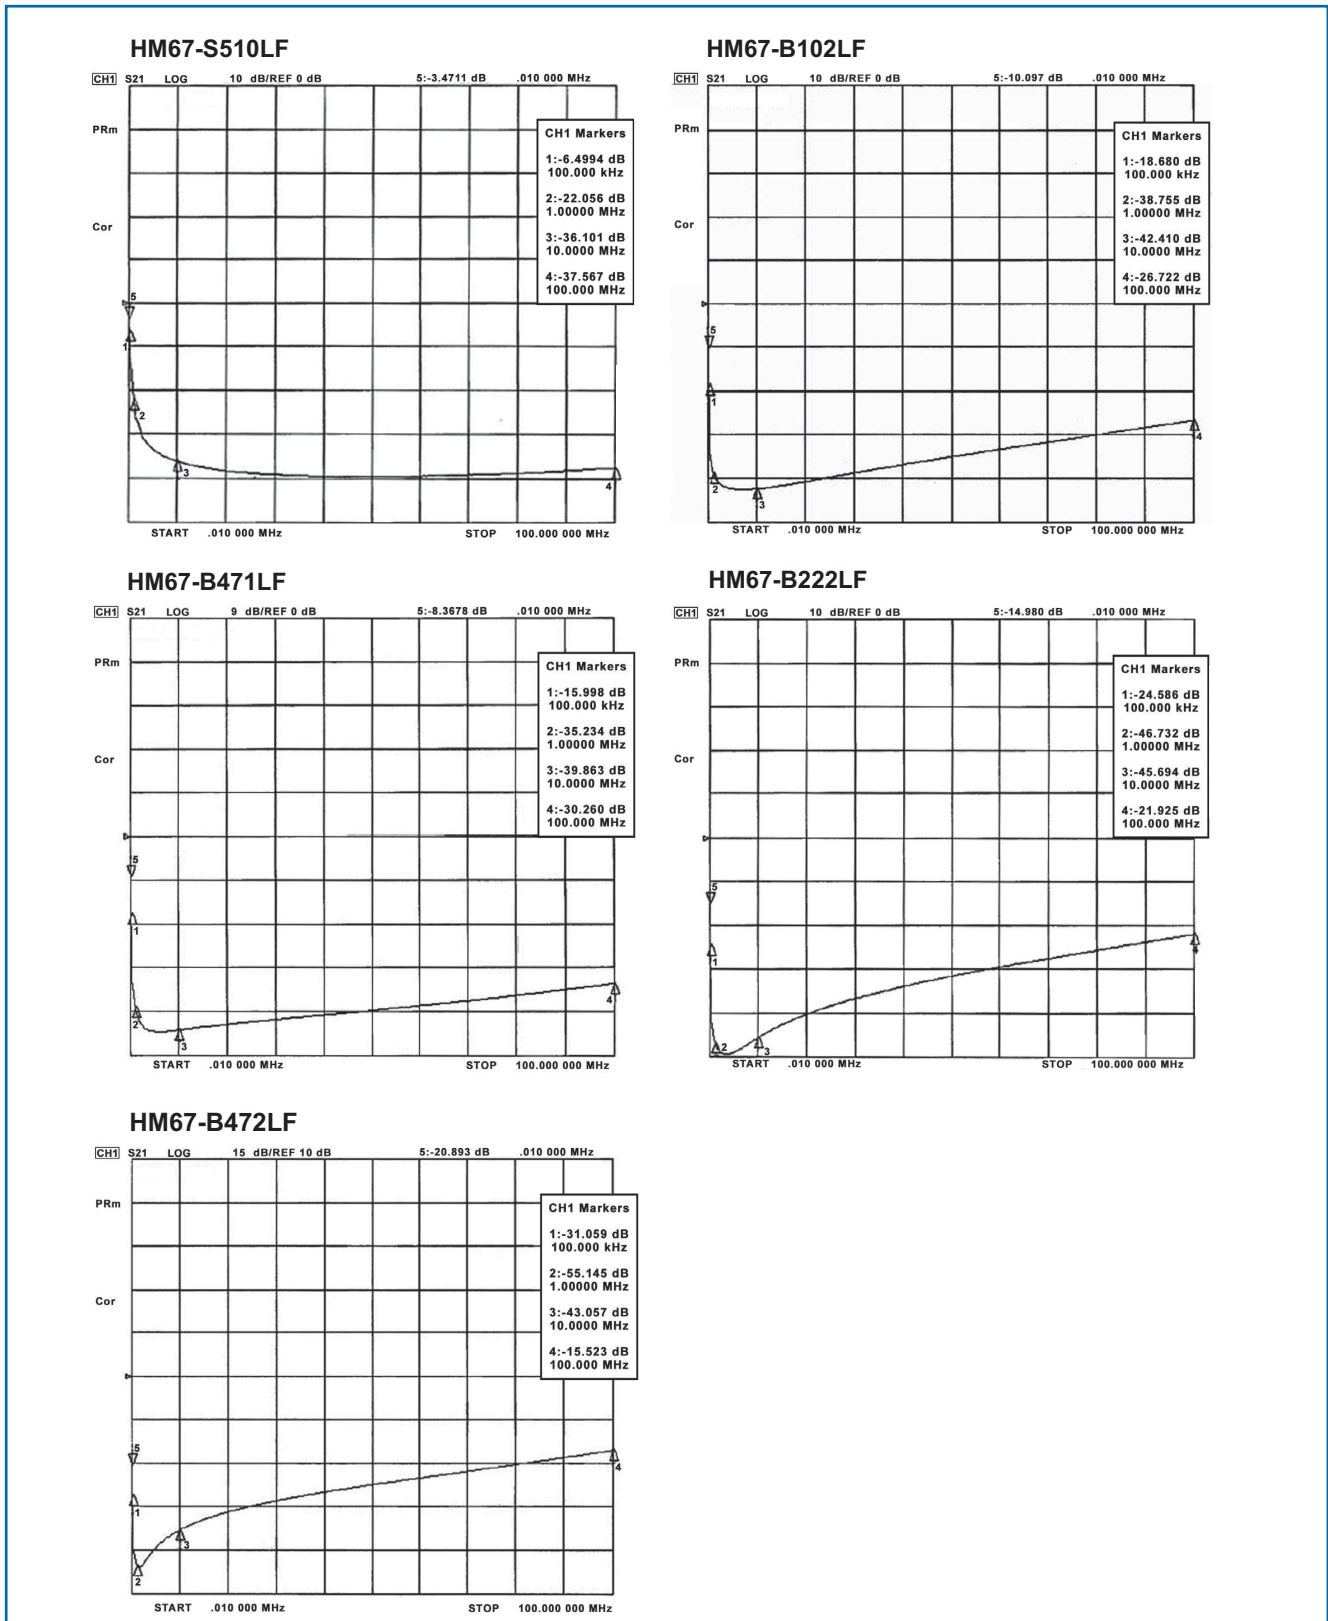 HM67-S510LF
CH1 S21 LOG 10 dB/REF 0 dB 5:-3.4711 dB .010 000 MHz
PRm
Cor
CH1 Markers
1:-6.4994 dB
100.000 kHz
2:-22.056 dB
1.00000 MHz
3:-36.101 dB
10.0000 MHz
4:-37.567 dB
100.000 MHz
5
1
2
3
4
START .010 000 MHz STOP 100.000 000 MHz
HM67-B102LF
CH1 S21 LOG 10 dB/REF 0 dB 5:-10.097 dB .010 000 MHz
PRm
Cor
CH1 Markers
1:-18.680 dB
100.000 kHz
2:-38.755 dB
1.00000 MHz
3:-42.410 dB
10.0000 MHz
4:-26.722 dB
100.000 MHz
5
1
2
3
4
START .010 000 MHz STOP 100.000 000 MHz
HM67-B471LF
CH1 S21 LOG 9 dB/REF 0 dB 5:-8.3678 dB .010 000 MHz
PRm
Cor
CH1 Markers
1:-15.998 dB
100.000 kHz
2:-35.234 dB
1.00000 MHz
3:-39.863 dB
10.0000 MHz
4:-30.260 dB
100.000 MHz
5
1
2
3
4
START .010 000 MHz STOP 100.000 000 MHz
HM67-B222LF
CH1 S21 LOG 10 dB/REF 0 dB 5:-14.980 dB .010 000 MHz
PRm
Cor
CH1 Markers
1:-24.586 dB
100.000 kHz
2:-46.732 dB
1.00000 MHz
3:-45.694 dB
10.0000 MHz
4:-21.925 dB
100.000 MHz
5
1
2
3
4
START .010 000 MHz STOP 100.000 000 MHz
HM67-B472LF
CH1 S21 LOG 15 dB/REF 10 dB 5:-20.893 dB .010 000 MHz
PRm
Cor
CH1 Markers
1:-31.059 dB
100.000 kHz
2:-55.145 dB
1.00000 MHz
3:-43.057 dB
10.0000 MHz
4:-15.523 dB
100.000 MHz
5
1
2
3
4
START .010 000 MHz STOP 100.000 000 MHz